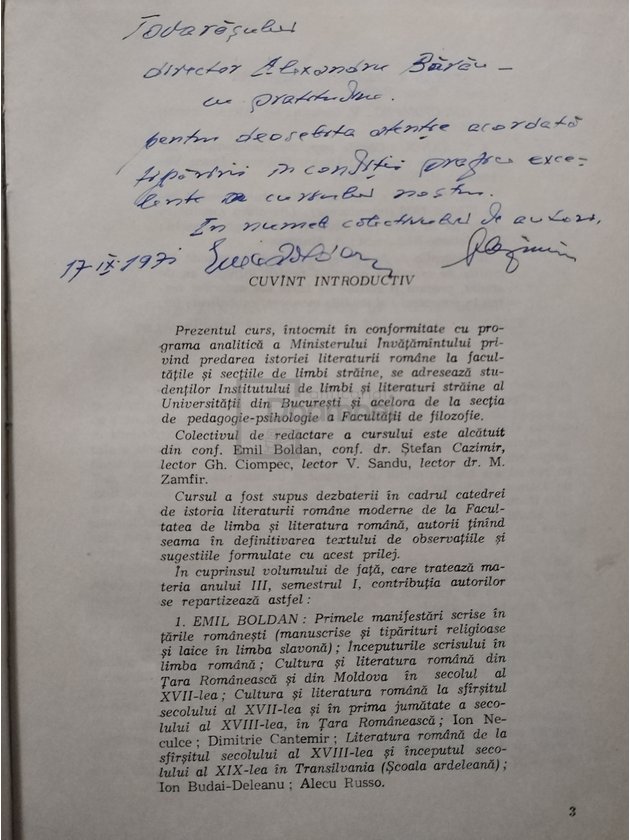 Tovarășului
director Alexandru
cu gratitudine.
pentru deosebita atenție acordată
tipăririi în condiții grafice exce-
lente a cursului nostru.
În numele colectivului de autori,
17-IX-1971
CUVÎNT INTRODUCTIV
Prezentul curs, întocmit în conformitate cu pro-
grama analitică a Ministerului Învățămîntului pri-
vind predarea istoriei literaturii române la facul-
tățile și secțiile de limbi străine, se adresează stu-
denților Institutului de limbi și literaturi străine al
Universității din București și acelora de la secția
de pedagogie-psihologie a Facultății de filozofie.
Colectivul de redactare a cursului este alcătuit
din conf. Emil Boldan, conf. dr. Ștefan Cazimir,
lector Gh. Ciompec, lector V. Sandu, lector dr. M.
Zamfir.
Cursul a fost supus dezbaterii în cadrul catedrei
de istoria literaturii române moderne de la Facul-
tatea de limba și literatura română, autorii ținînd
seama în definitivarea textului de observațiile și
sugestiile formulate cu acest prilej.
În cuprinsul volumului de față, care tratează ma-
teria anului III, semestrul I, contribuția autorilor
se repartizează astfel :
1. EMIL BOLDAN : Primele manifestări scrise în
țările românești (manuscrise și tipărituri religioase
și laice în limba slavonă) ; Începuturile scrisului în
limba română ; Cultura și literatura română din
Țara Românească și din Moldova în secolul al
XVII-lea ; Cultura și literatura română la sfîrșitul
secolului al XVII-lea și în prima jumătate a seco-
lului al XVIII-lea, în Țara Românească ; Ion Ne-
culce ; Dimitrie Cantemir ; Literatura română de la
sfîrșitul secolului al XVIII-lea și începutul seco-
lului al XIX-lea în Transilvania (Școala ardeleană) ;
Ion Budai-Deleanu ; Alecu Russo.
3